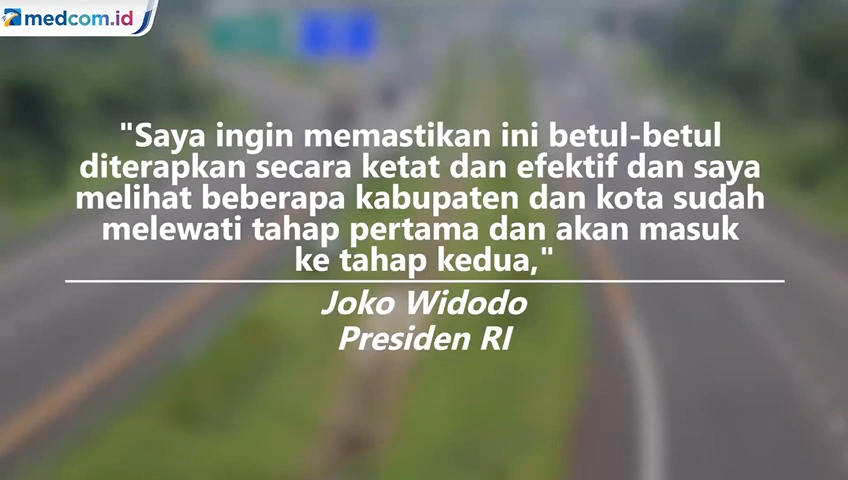 medcom.id
"Saya ingin memastikan ini betul-betul
diterapkan secara ketat dan efektif dan saya
melihat beberapa kabupaten dan kota sudah
melewati tahap pertama dan akan masuk
ke tahap kedua,"
Joko Widodo
Presiden RI